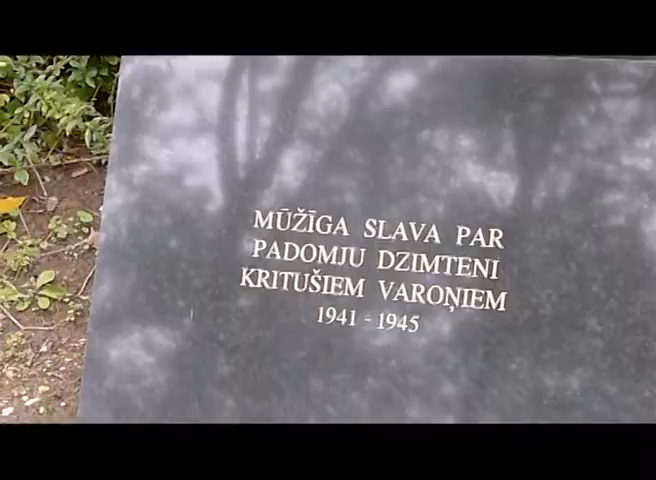 MŪŽĪGA SLAVA PAR
PADOMJU DZIMTENI
KRITUŠIEM VAROŅIEM
1941 - 1945